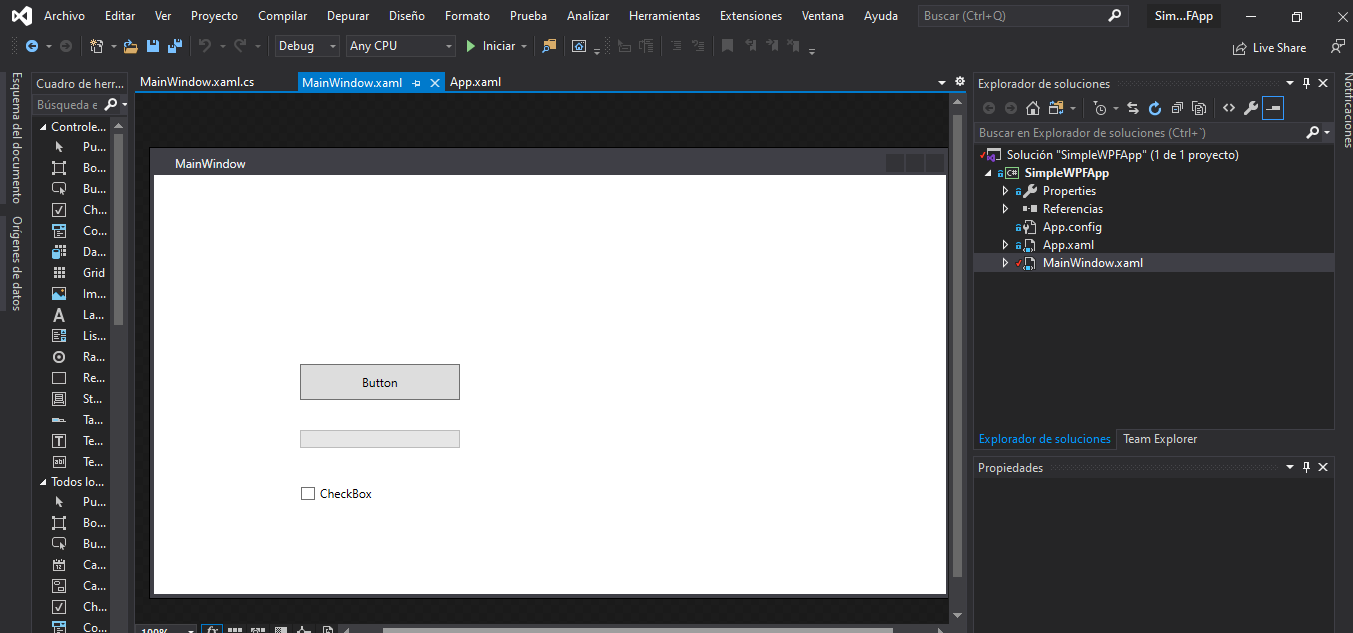 Archivo Editar Ver Proyecto Compilar Depurar Diseño Formato Prueba Analizar Herramientas Extensiones Ventana Ayuda Buscar (Ctrl+Q) Sim...FApp
Debug Any CPU Iniciar Live Share
Esquema del documento
Orígenes de datos
Cuadro de her...
Búsqueda e
Controle...
Pu...
Bo...
Bu...
Ch...
Co...
Da...
Grid
Im...
La...
Lis...
Ra...
Re...
St...
Ta...
Te...
Te...
Todos lo...
Pu...
Bo...
Bu...
Ca...
Ca...
Ch...
Co...
MainWindow.xaml.cs MainWindow.xaml App.xaml
MainWindow
Button
CheckBox
100%
fx
Explorador de soluciones
Buscar en Explorador de soluciones (Ctrl+¨)
Solución "SimpleWPFApp" (1 de 1 proyecto)
C# SimpleWPFApp
Properties
Referencias
App.config
App.xaml
MainWindow.xaml
Explorador de soluciones Team Explorer
Propiedades
Notificaciones